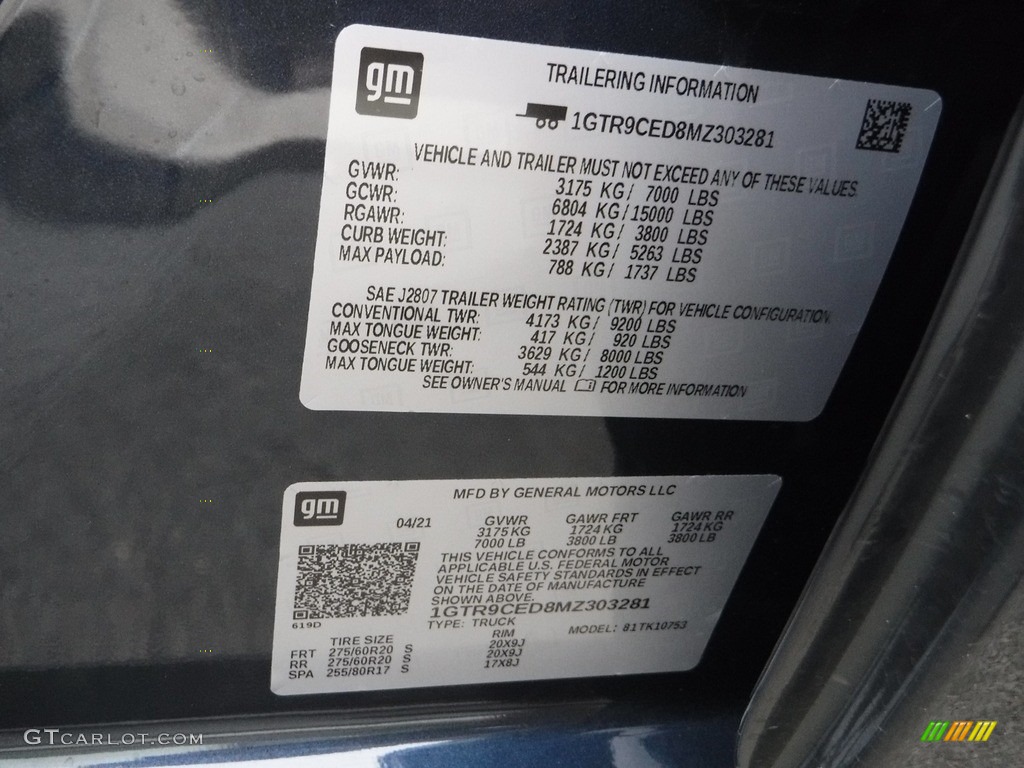 gm
TRAILERING INFORMATION
1GTR9CED8MZ303281
VEHICLE AND TRAILER MUST NOT EXCEED ANY OF THESE VALUES.
GVWR: 3175 KG/ 7000 LBS
GCWR: 6804 KG/15000 LBS
RGAWR: 1724 KG/ 3800 LBS
CURB WEIGHT: 2387 KG/ 5263 LBS
MAX PAYLOAD: 788 KG/ 1737 LBS
SAE J2807 TRAILER WEIGHT RATING (TWR) FOR VEHICLE CONFIGURATION.
CONVENTIONAL TWR: 4173 KG/ 9200 LBS
MAX TONGUE WEIGHT: 417 KG/ 920 LBS
GOOSENECK TWR: 3629 KG/ 8000 LBS
MAX TONGUE WEIGHT: 544 KG/ 1200 LBS
SEE OWNER'S MANUAL FOR MORE INFORMATION
gm
MFD BY GENERAL MOTORS LLC
04/21 GVWR GAWR FRT GAWR RR
3175 KG 1724 KG 1724 KG
7000 LB 3800 LB 3800 LB
THIS VEHICLE CONFORMS TO ALL
APPLICABLE U.S. FEDERAL MOTOR
VEHICLE SAFETY STANDARDS IN EFFECT
ON THE DATE OF MANUFACTURE
SHOWN ABOVE.
1GTR9CED8MZ303281
619D TYPE: TRUCK MODEL: 81TK10753
TIRE SIZE RIM
FRT 275/60R20 S 20X9J
RR 275/60R20 S 20X9J
SPA 255/80R17 S 17X8J
GTCARLOT.COM